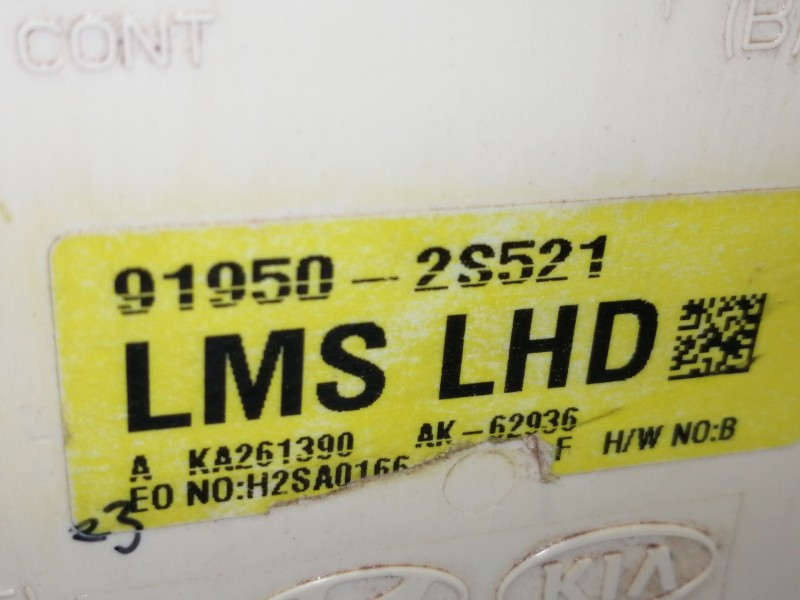 CONT
91950-2S521
LMS LHD
A KA261390 AK-62936
EO NO:H2SA0166 F H/W NO:B
KIA